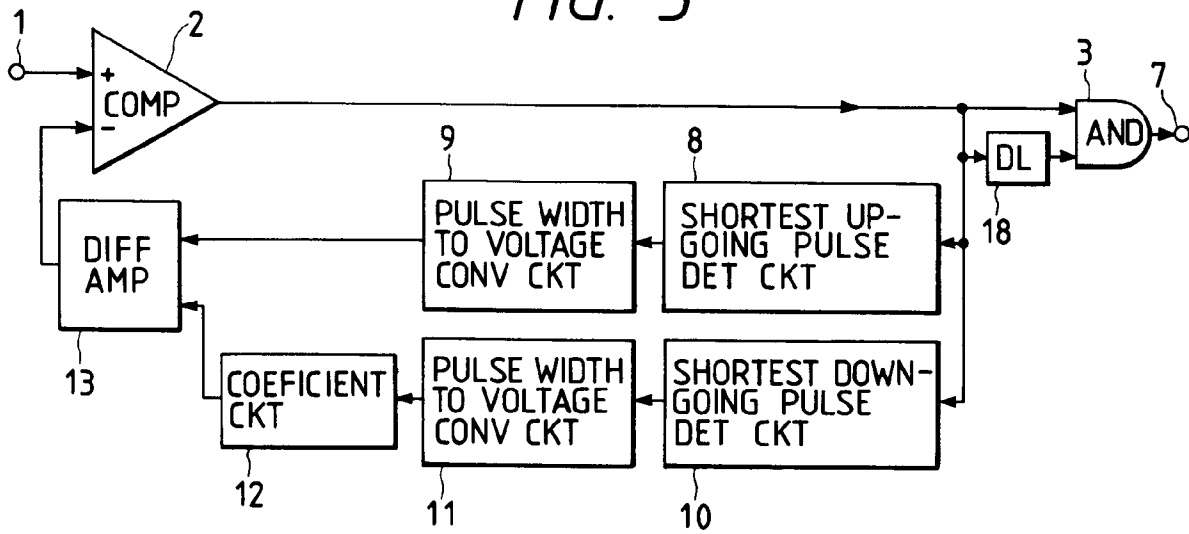 FIG. 5
1
2
3
7
+
COMP
-
AND
9
8
DL
18
PULSE WIDTH
TO VOLTAGE
CONV CKT
SHORTEST UP-
GOING PULSE
DET CKT
DIFF
AMP
13
COEFICIENT
CKT
12
PULSE WIDTH
TO VOLTAGE
CONV CKT
11
SHORTEST DOWN-
GOING PULSE
DET CKT
10